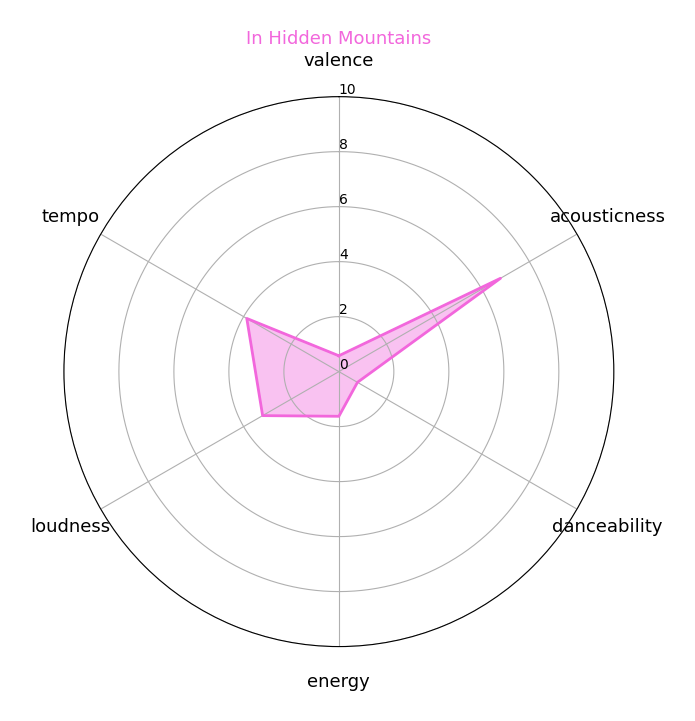 In Hidden Mountains
valence
10
8
6
4
2
0
tempo
acousticness
loudness
danceability
energy